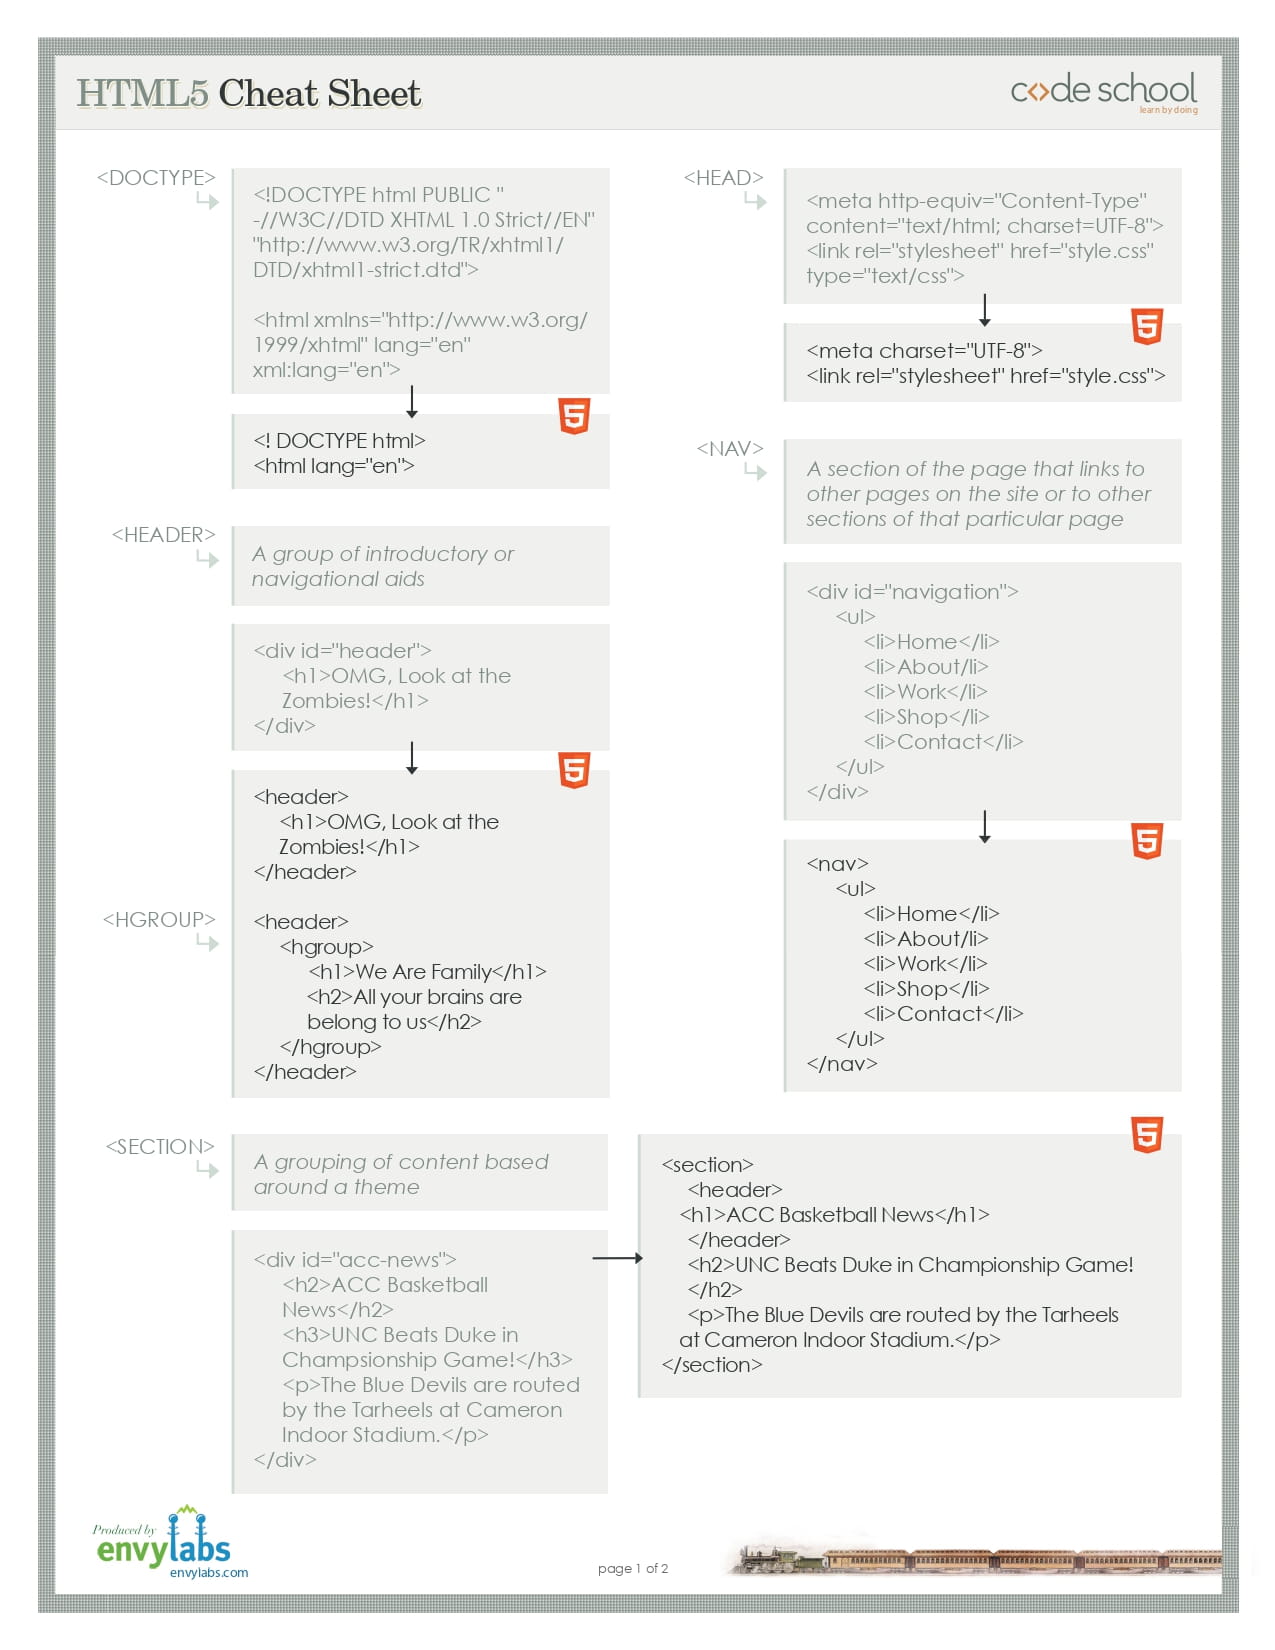 HTML5 Cheat Sheet
code school
learn by doing
<DOCTYPE>
<!DOCTYPE html PUBLIC "
-//W3C//DTD XHTML 1.0 Strict//EN"
"http://www.w3.org/TR/xhtml1/
DTD/xhtml1-strict.dtd">
<html xmlns="http://www.w3.org/
1999/xhtml" lang="en"
xml:lang="en">
<! DOCTYPE html>
<html lang="en">
<HEADER>
A group of introductory or
navigational aids
<div id="header">
<h1>OMG, Look at the
Zombies!</h1>
</div>
<header>
<h1>OMG, Look at the
Zombies!</h1>
</header>
<HGROUP>
<header>
<hgroup>
<h1>We Are Family</h1>
<h2>All your brains are
belong to us</h2>
</hgroup>
</header>
<HEAD>
<meta http-equiv="Content-Type"
content="text/html; charset=UTF-8">
<link rel="stylesheet" href="style.css"
type="text/css">
<meta charset="UTF-8">
<link rel="stylesheet" href="style.css">
<NAV>
A section of the page that links to
other pages on the site or to other
sections of that particular page
<div id="navigation">
<ul>
<li>Home</li>
<li>About/li>
<li>Work</li>
<li>Shop</li>
<li>Contact</li>
</ul>
</div>
<nav>
<ul>
<li>Home</li>
<li>About/li>
<li>Work</li>
<li>Shop</li>
<li>Contact</li>
</ul>
</nav>
<SECTION>
A grouping of content based
around a theme
<div id="acc-news">
<h2>ACC Basketball
News</h2>
<h3>UNC Beats Duke in
Champsionship Game!</h3>
<p>The Blue Devils are routed
by the Tarheels at Cameron
Indoor Stadium.</p>
</div>
<section>
<header>
<h1>ACC Basketball News</h1>
</header>
<h2>UNC Beats Duke in Championship Game!
</h2>
<p>The Blue Devils are routed by the Tarheels
at Cameron Indoor Stadium.</p>
</section>
Produced by
envylabs
envylabs.com
page 1 of 2